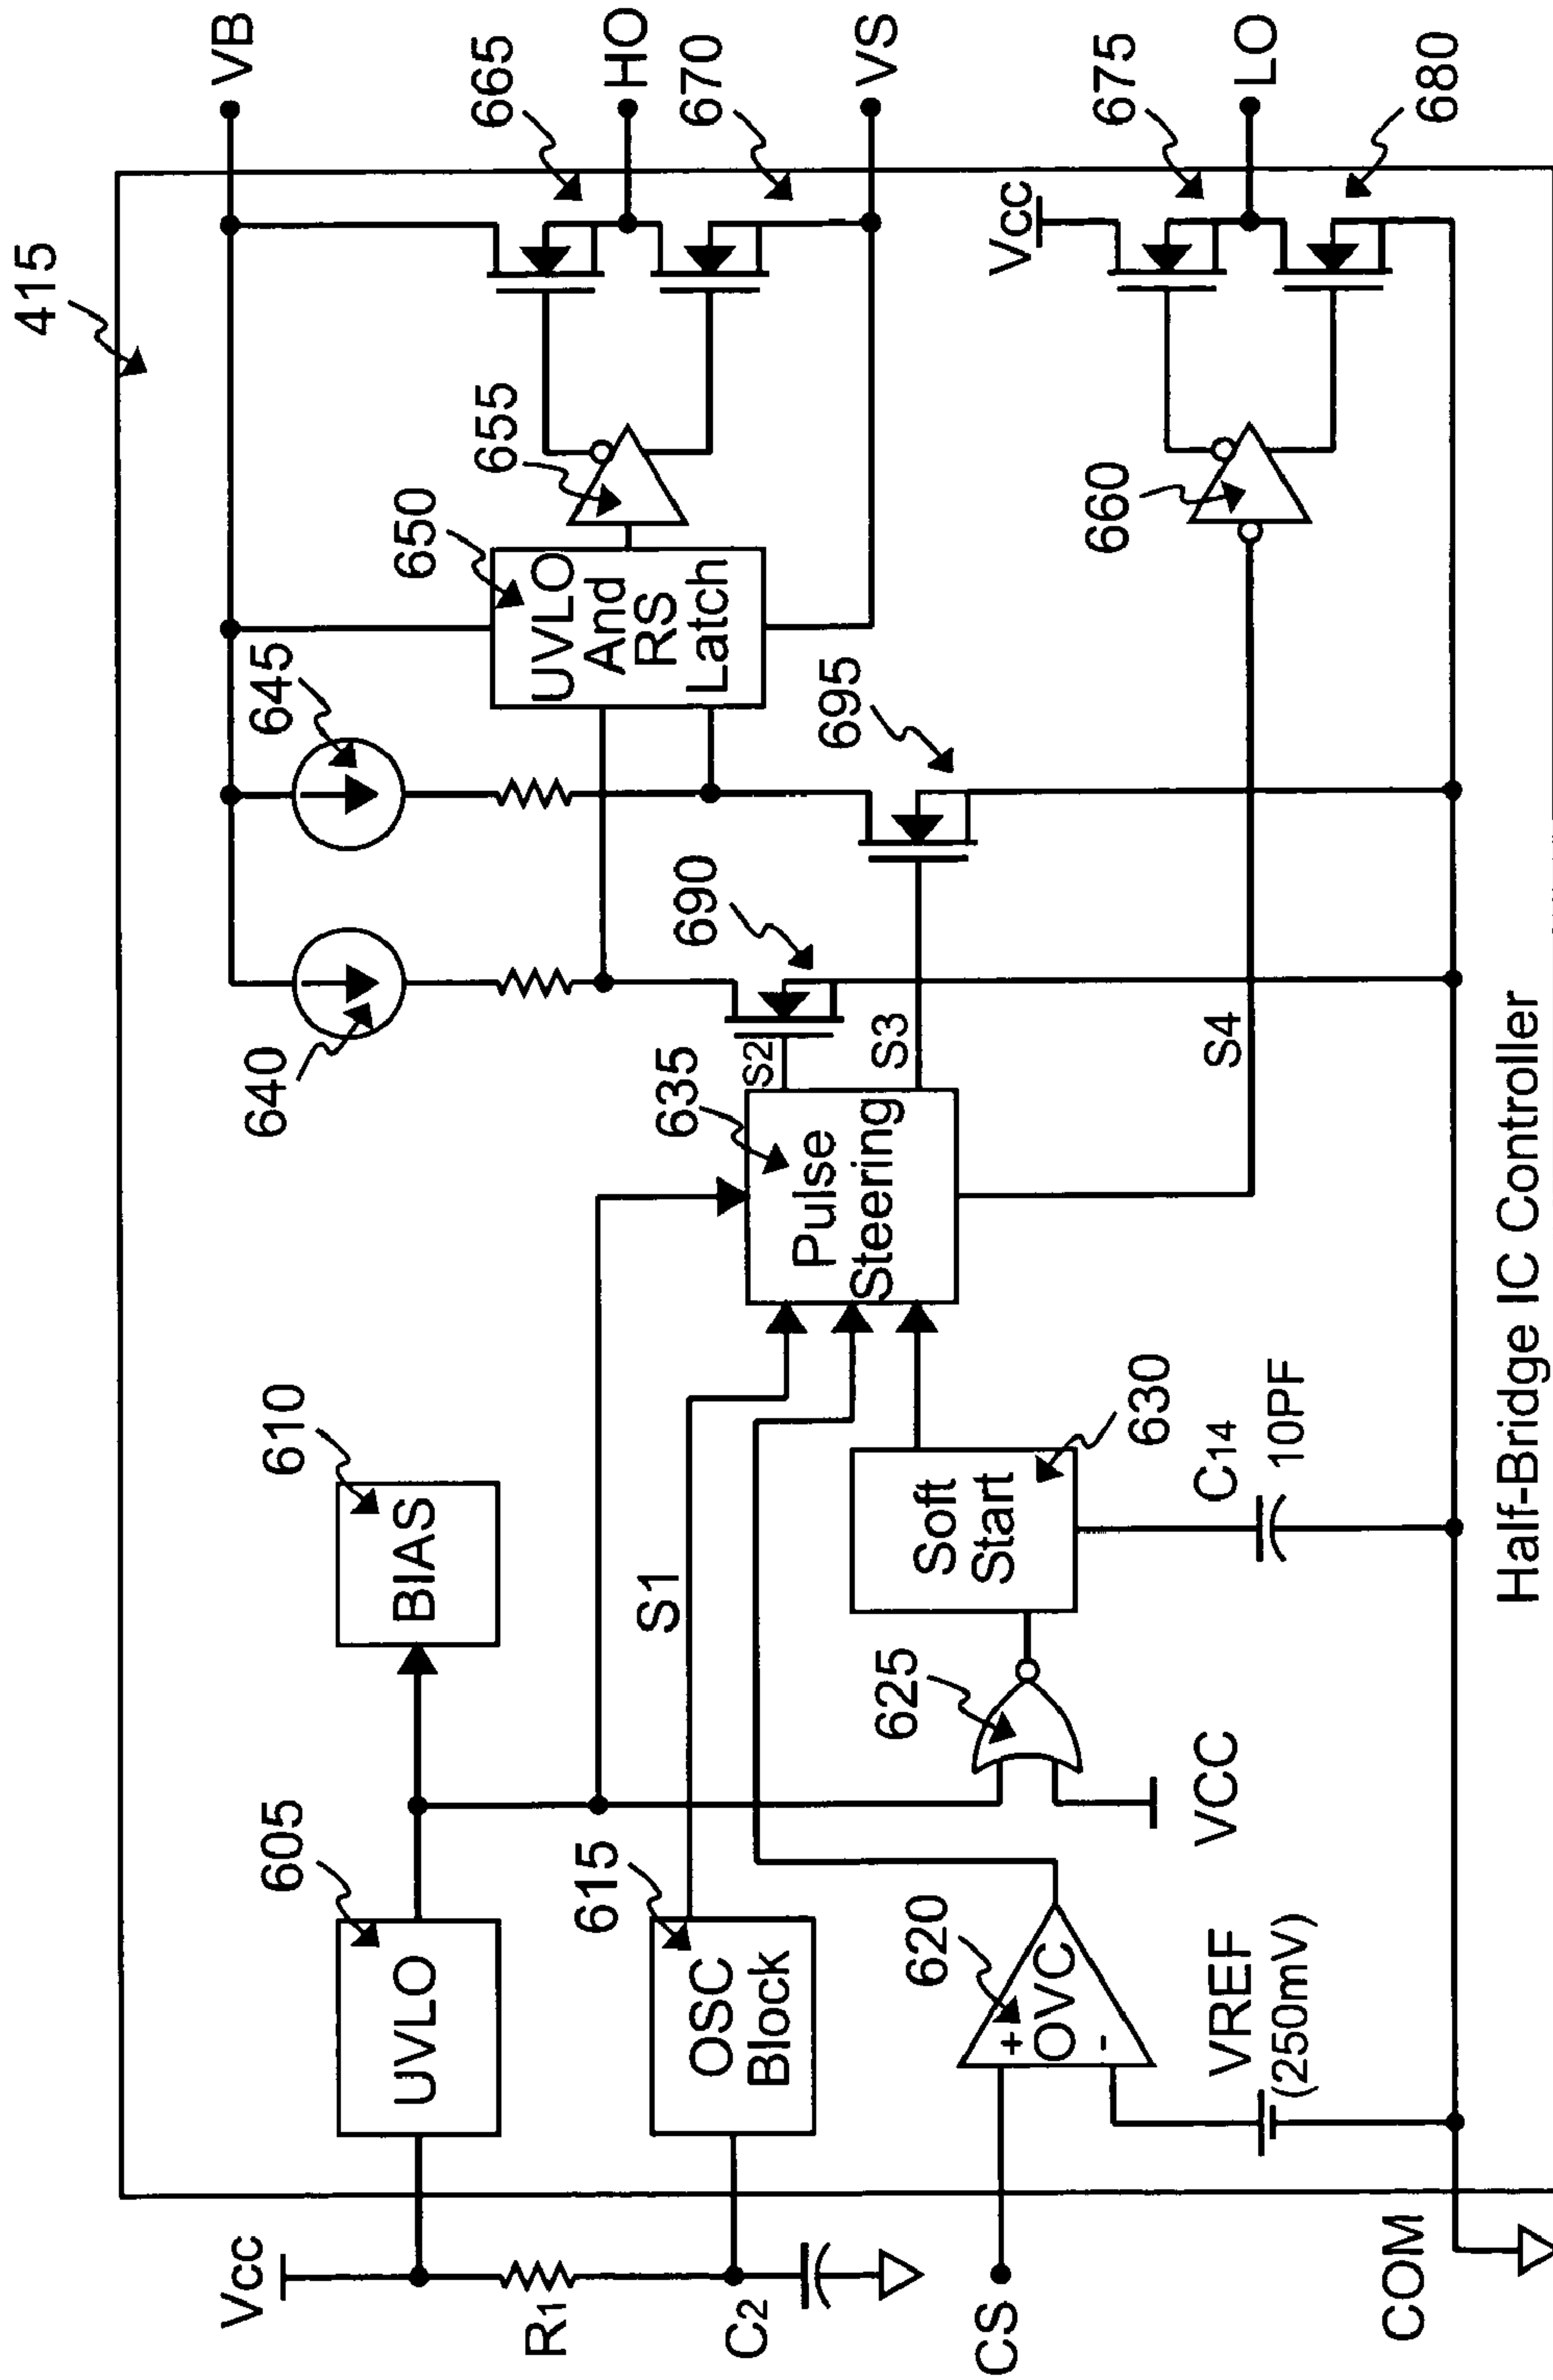 415
Vcc
R1
C2
CS
COM
605
UVLO
615
OSC
Block
620
+
OVC
-
VREF
(250mV)
610
BIAS
S1
625
VCC
Soft
Start
630
C14
10PF
635
Pulse
Steering
S2
S3
S4
640
645
690
695
650
UVLO
And
RS
Latch
655
660
VB
665
HO
670
VS
Vcc
675
LO
680
Half-Bridge IC Controller